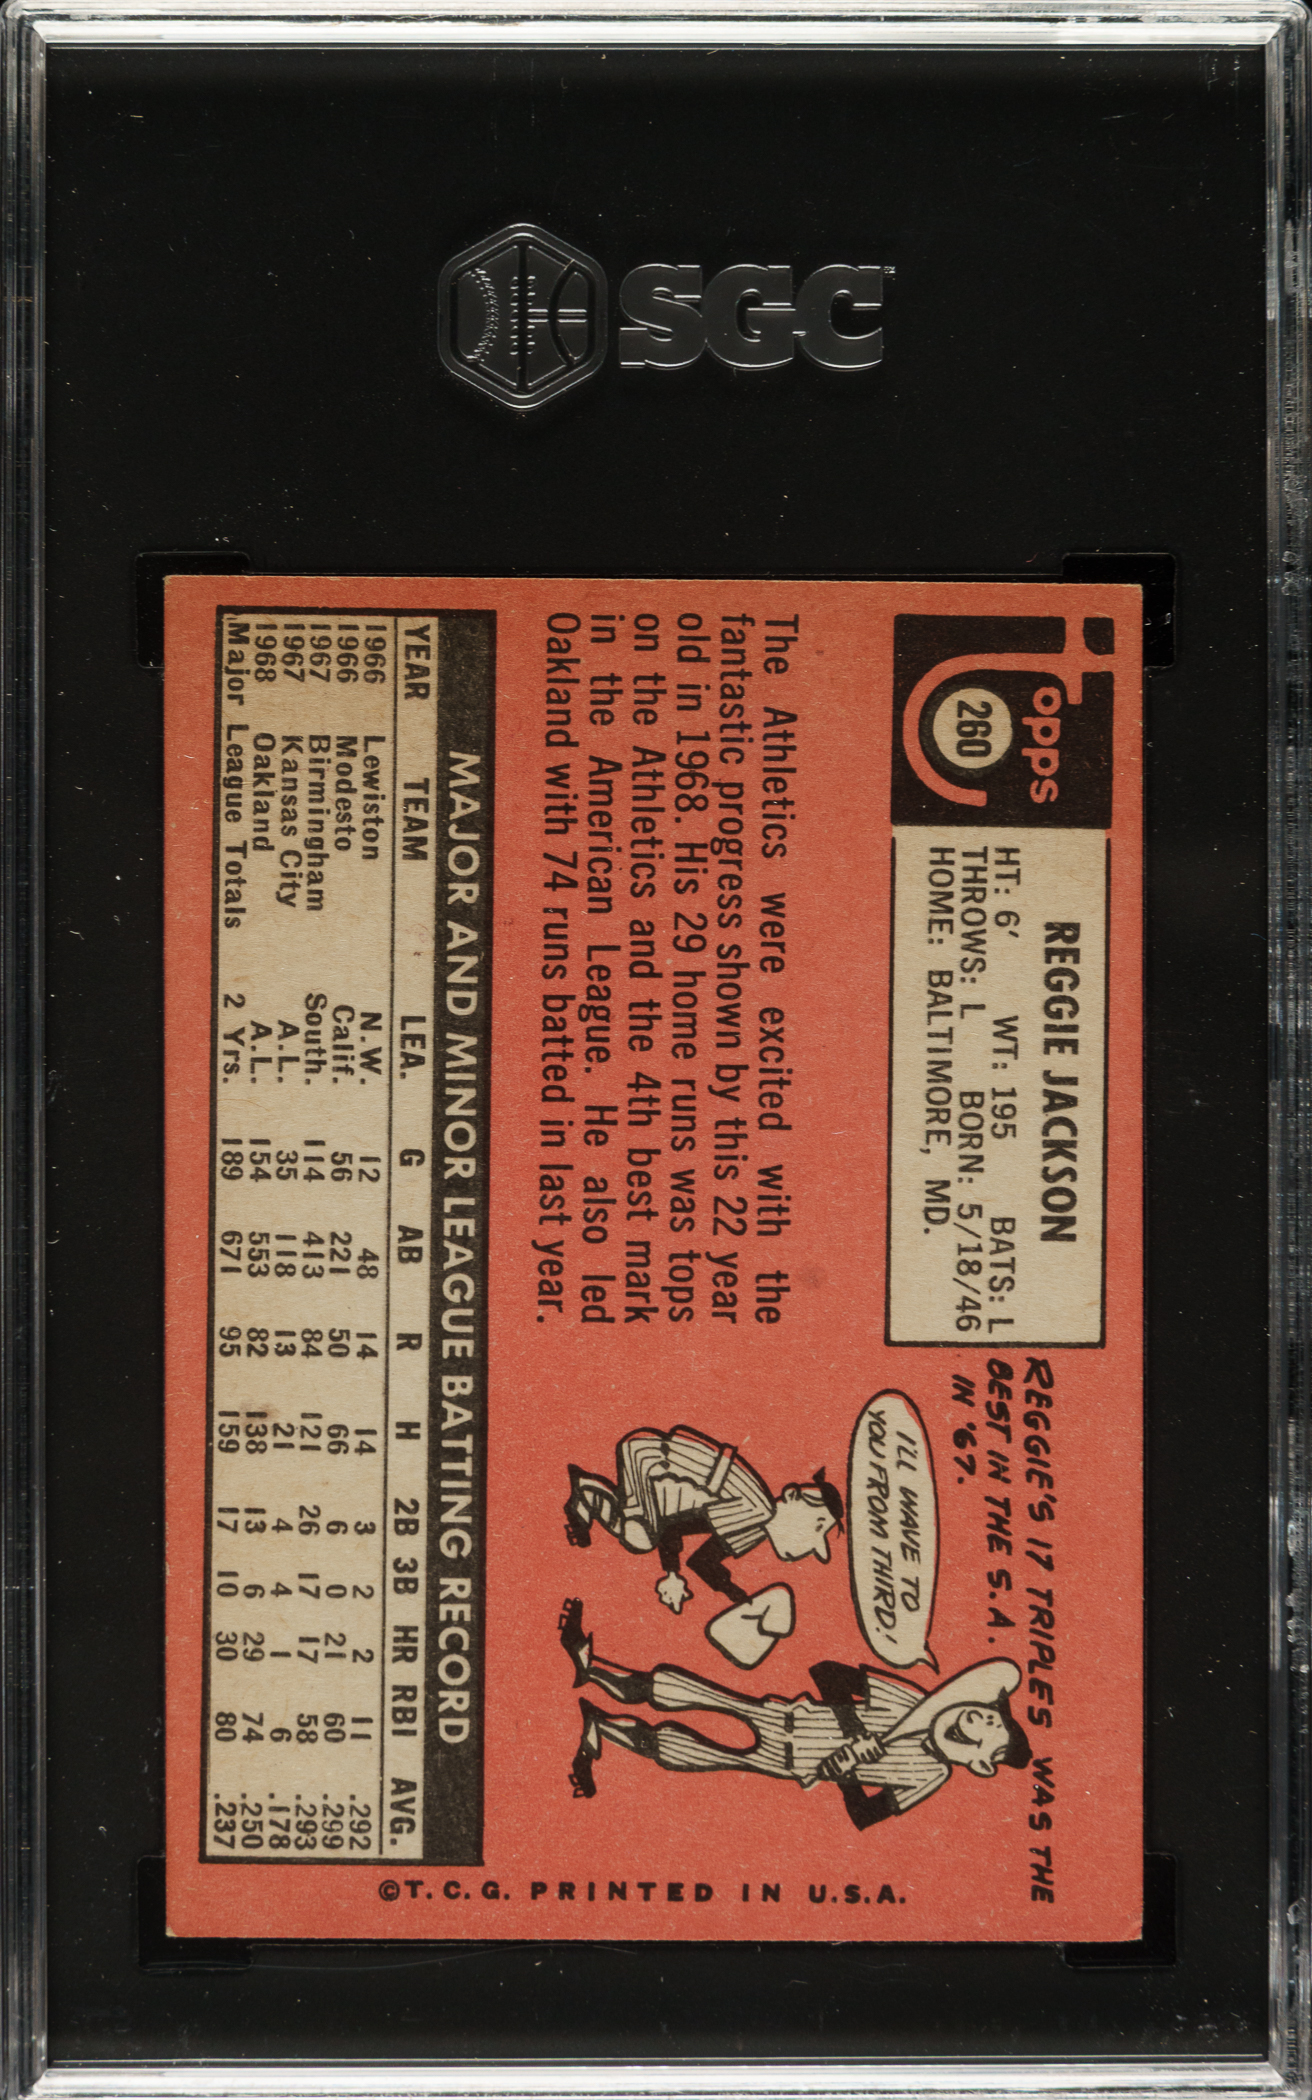 SGC
Topps
260
REGGIE JACKSON
HT: 6' WT: 195 BATS: L
THROWS: L BORN: 5/18/46
HOME: BALTIMORE, MD.
REGGIE'S 17 TRIPLES WAS THE
BEST IN THE S.A.
IN '67.
I'LL WAVE TO
YOU FROM THIRD!
The Athletics were excited with the
fantastic progress shown by this 22 year
old in 1968. His 29 home runs was tops
on the Athletics and the 4th best mark
in the American League. He also led
Oakland with 74 runs batted in last year.
MAJOR AND MINOR LEAGUE BATTING RECORD
YEAR TEAM LEA. G AB R H 2B 3B HR RBI AVG.
1966 Lewiston N.W. 12 48 14 14 3 2 2 11 .292
1966 Modesto Calif. 56 221 50 66 6 0 21 60 .299
1967 Birmingham South. 114 413 84 121 26 17 17 58 .293
1967 Kansas City A.L. 35 118 13 21 4 4 1 6 .178
1968 Oakland A.L. 154 553 82 138 13 6 29 74 .250
Major League Totals 2 Yrs. 189 671 95 159 17 10 30 80 .237
©T.C.G. PRINTED IN U.S.A.